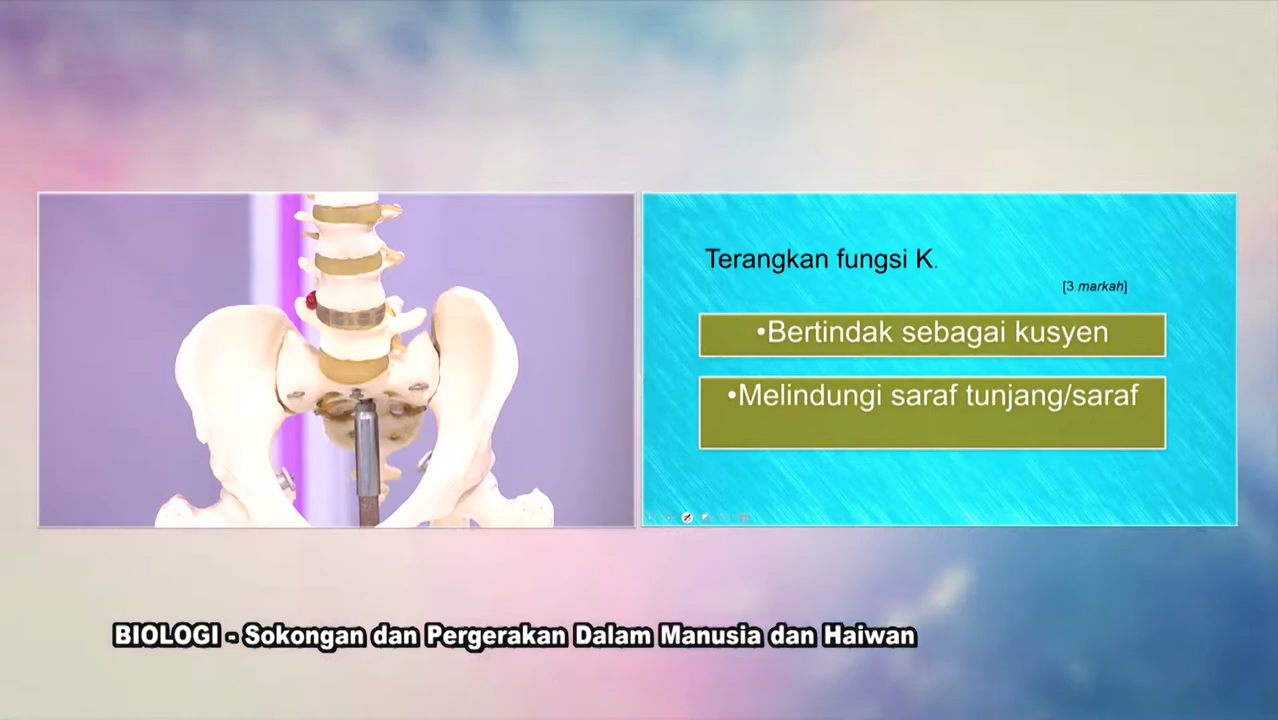 Terangkan fungsi K.
[3 markah]
•Bertindak sebagai kusyen
•Melindungi saraf tunjang/saraf
BIOLOGI - Sokongan dan Pergerakan Dalam Manusia dan Haiwan